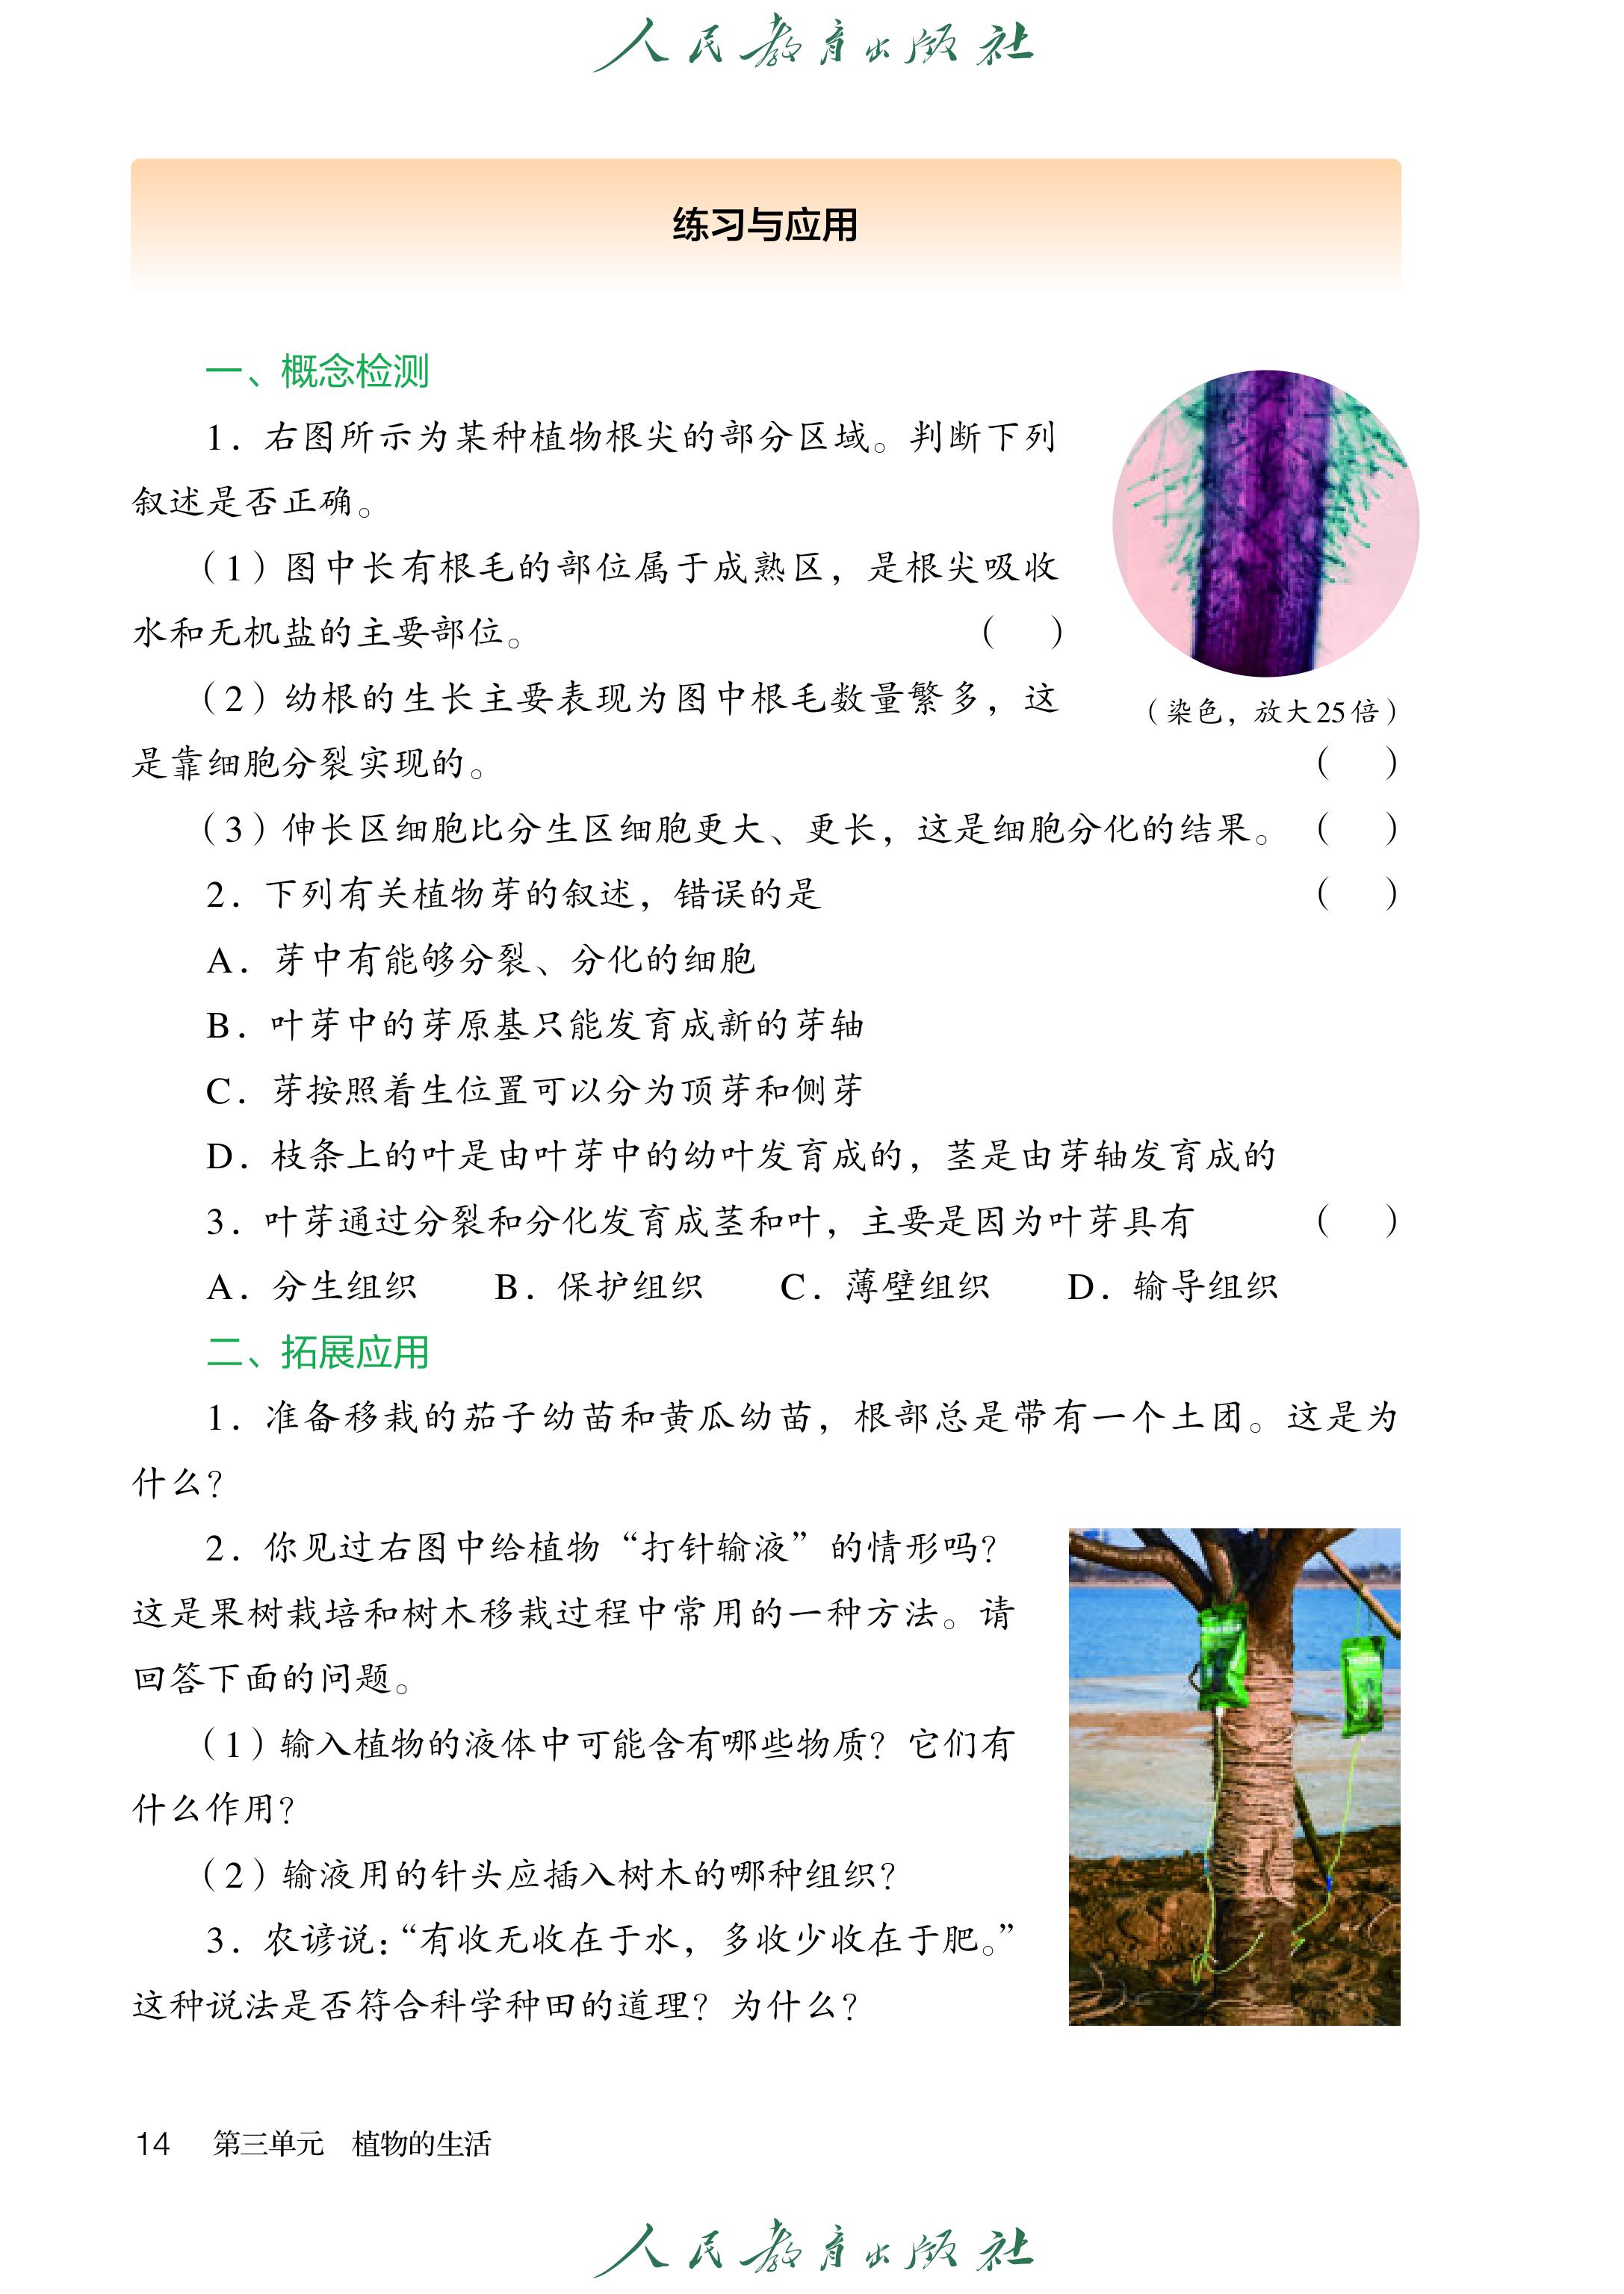 人民教育出版社
练习与应用
一、概念检测
1. 右图所示为某种植物根尖的部分区域。判断下列
叙述是否正确。
（1）图中长有根毛的部位属于成熟区，是根尖吸收
水和无机盐的主要部位。 （ ）
（2）幼根的生长主要表现为图中根毛数量繁多，这
（染色，放大25倍）
是靠细胞分裂实现的。 （ ）
（3）伸长区细胞比分生区细胞更大、更长，这是细胞分化的结果。 （ ）
2. 下列有关植物芽的叙述，错误的是 （ ）
A. 芽中有能够分裂、分化的细胞
B. 叶芽中的芽原基只能发育成新的芽轴
C. 芽按照着生位置可以分为顶芽和侧芽
D. 枝条上的叶是由叶芽中的幼叶发育成的，茎是由芽轴发育成的
3. 叶芽通过分裂和分化发育成茎和叶，主要是因为叶芽具有 （ ）
A. 分生组织 B. 保护组织 C. 薄壁组织 D. 输导组织
二、拓展应用
1. 准备移栽的茄子幼苗和黄瓜幼苗，根部总是带有一个土团。这是为
什么？
2. 你见过右图中给植物“打针输液”的情形吗？
这是果树栽培和树木移栽过程中常用的一种方法。请
回答下面的问题。
（1）输入植物的液体中可能含有哪些物质？它们有
什么作用？
（2）输液用的针头应插入树木的哪种组织？
3. 农谚说：“有收无收在于水，多收少收在于肥。”
这种说法是否符合科学种田的道理？为什么？
14 第三单元 植物的生活
人民教育出版社